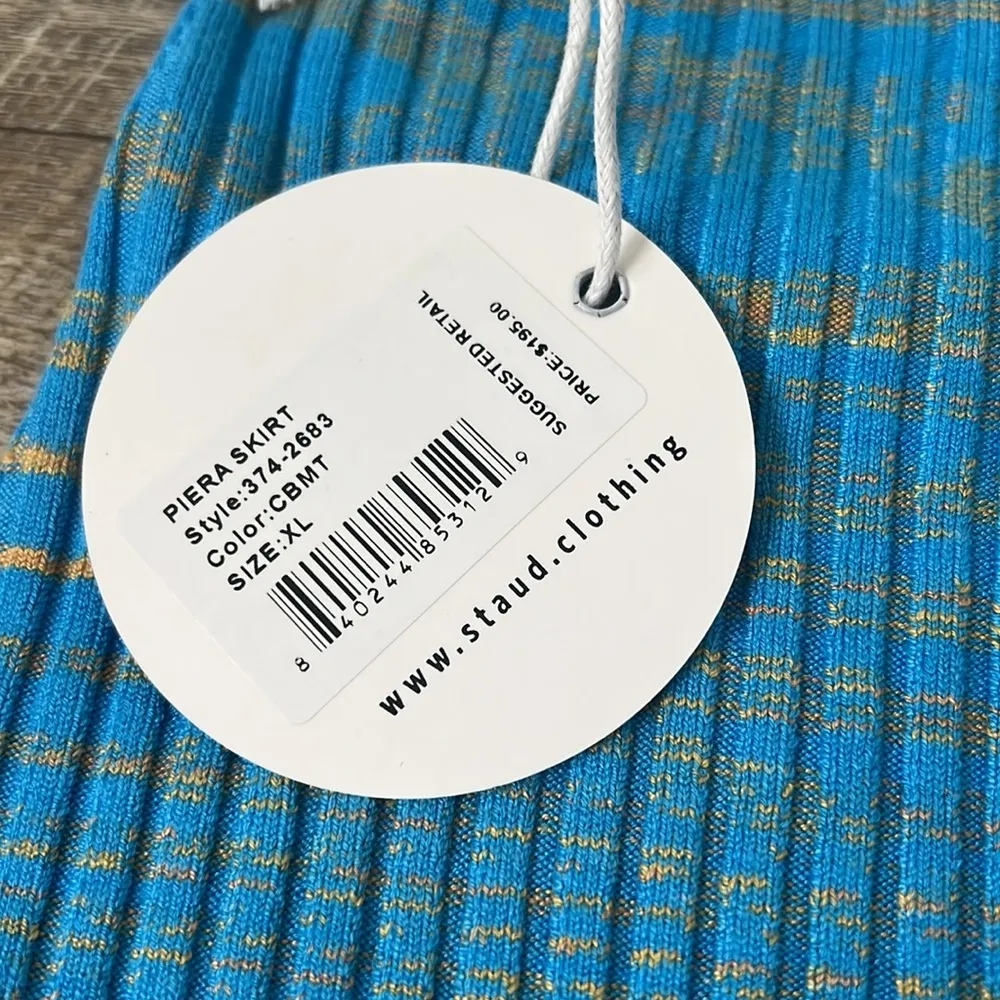 PIERA SKIRT
Style:374-2683
Color:CBMT
SIZE:XL
8 40244 85312 9
SUGGESTED RETAIL
PRICE:$195.00
www.staud.clothing